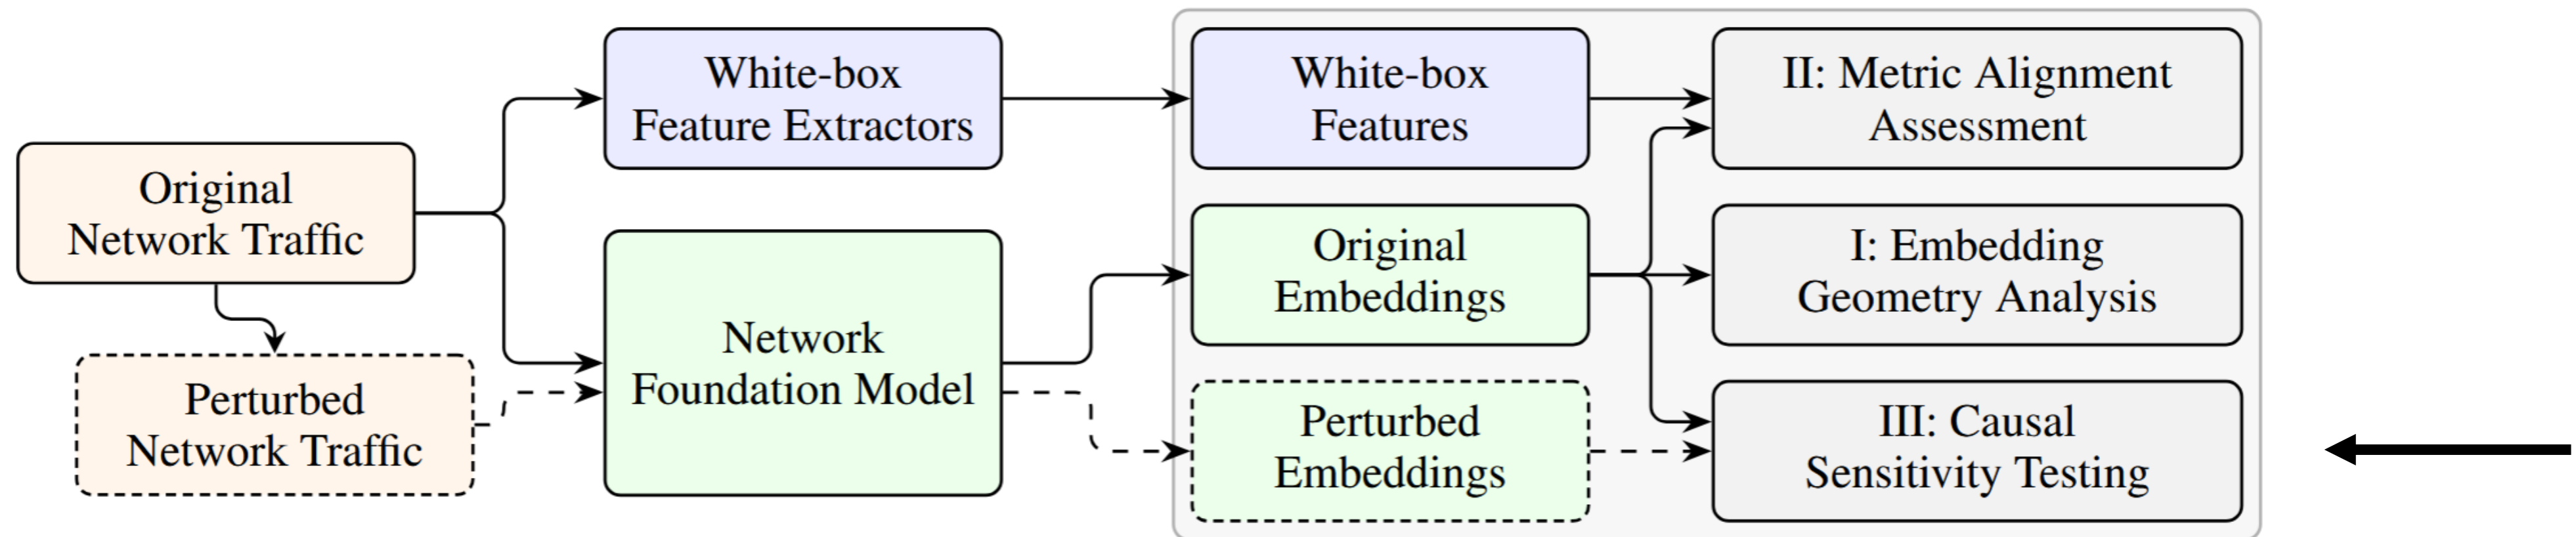 Original
Network Traffic
Perturbed
Network Traffic
White-box
Feature Extractors
Network
Foundation Model
White-box
Features
Original
Embeddings
Perturbed
Embeddings
II: Metric Alignment
Assessment
I: Embedding
Geometry Analysis
III: Causal
Sensitivity Testing